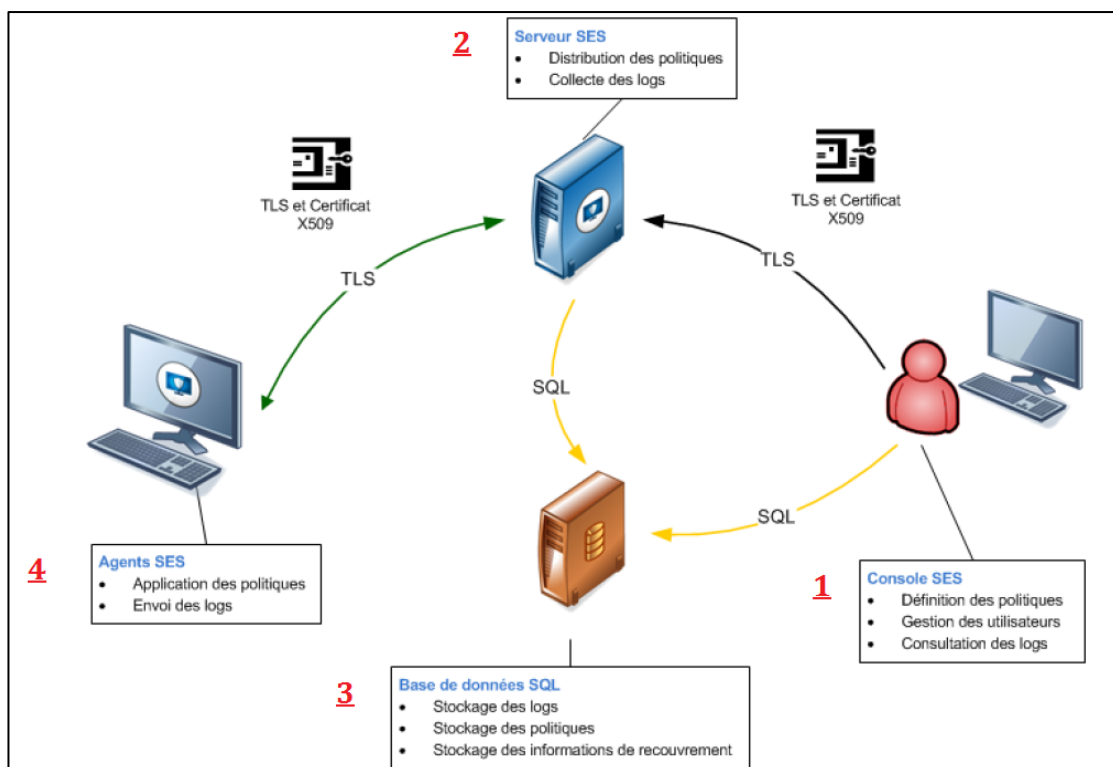 2
Serveur SES
• Distribution des politiques
• Collecte des logs
TLS et Certificat
X509
TLS et Certificat
X509
TLS
TLS
SQL
SQL
4
Agents SES
• Application des politiques
• Envoi des logs
1
Console SES
• Définition des politiques
• Gestion des utilisateurs
• Consultation des logs
3
Base de données SQL
• Stockage des logs
• Stockage des politiques
• Stockage des informations de recouvrement